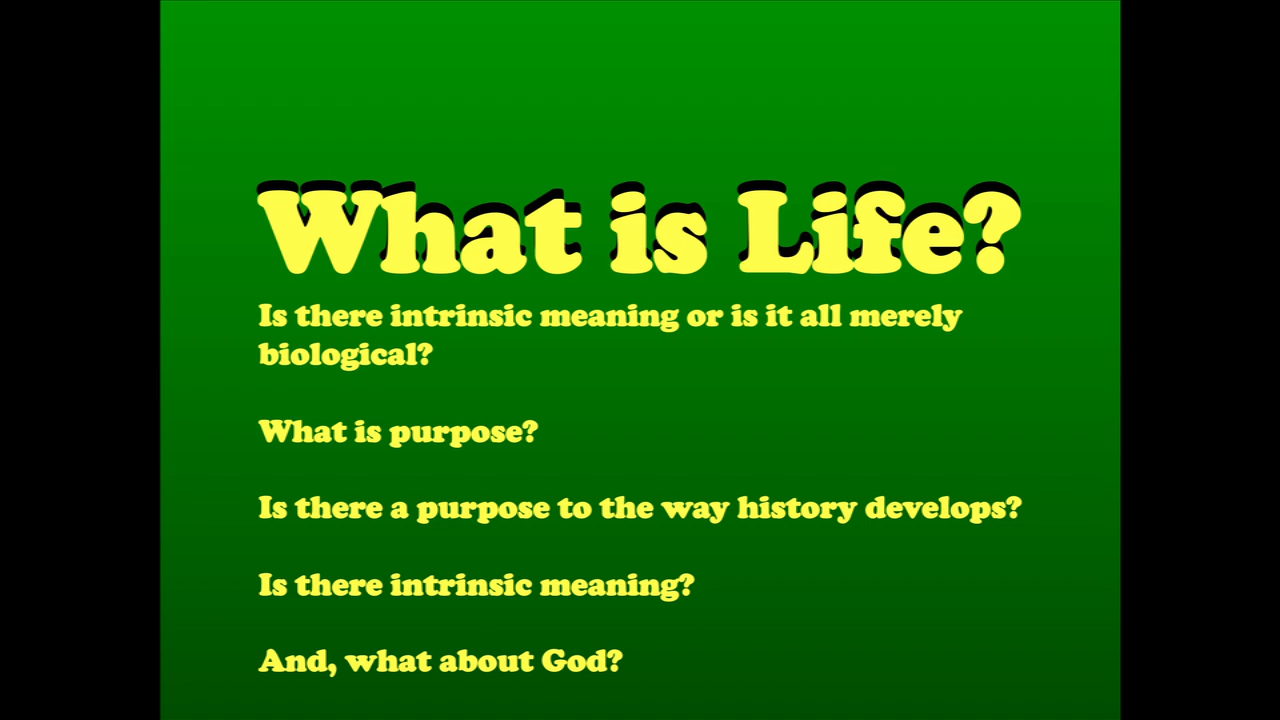 What is Life?
Is there intrinsic meaning or is it all merely
biological?
What is purpose?
Is there a purpose to the way history develops?
Is there intrinsic meaning?
And, what about God?